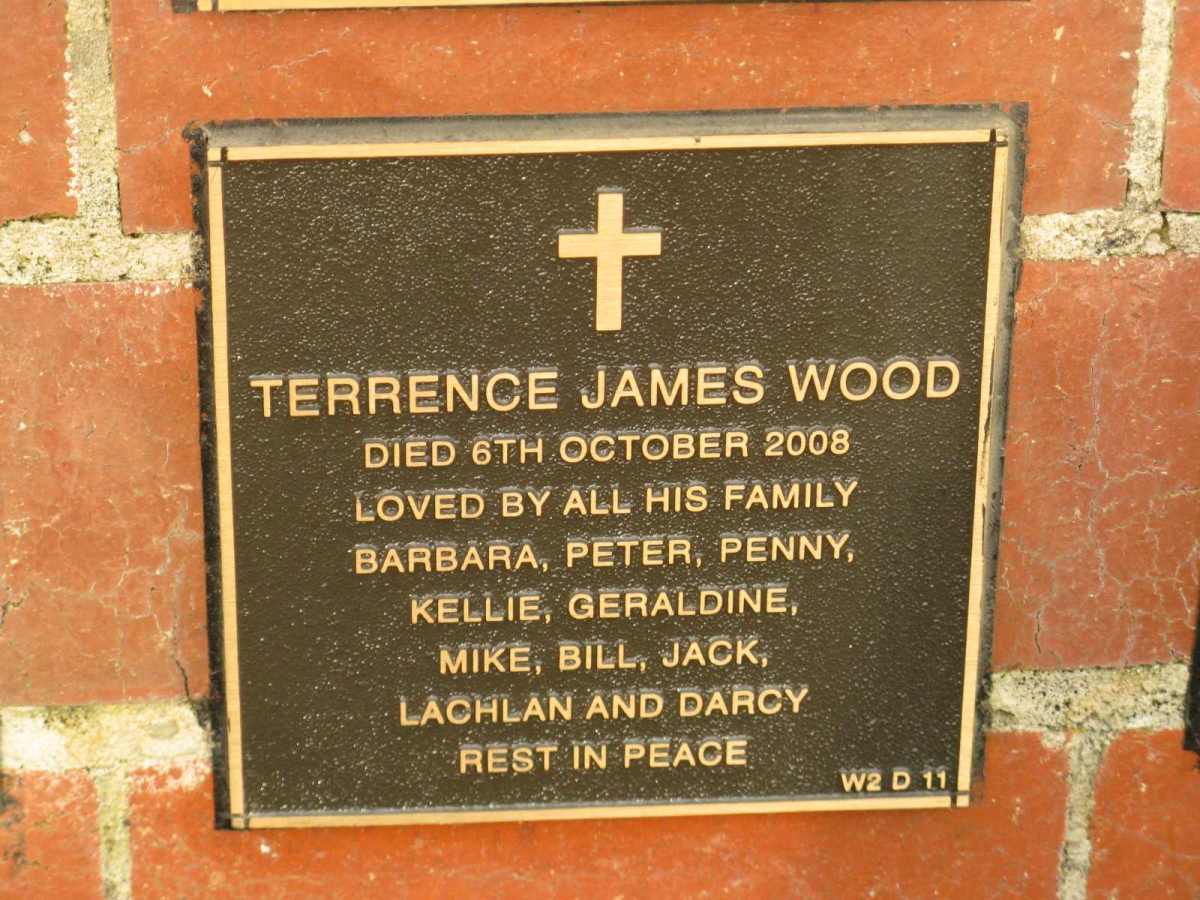 TERRENCE JAMES WOOD
DIED 6TH OCTOBER 2008
LOVED BY ALL HIS FAMILY
BARBARA, PETER, PENNY,
KELLIE, GERALDINE,
MIKE, BILL, JACK,
LACHLAN AND DARCY
REST IN PEACE
W2 D 11